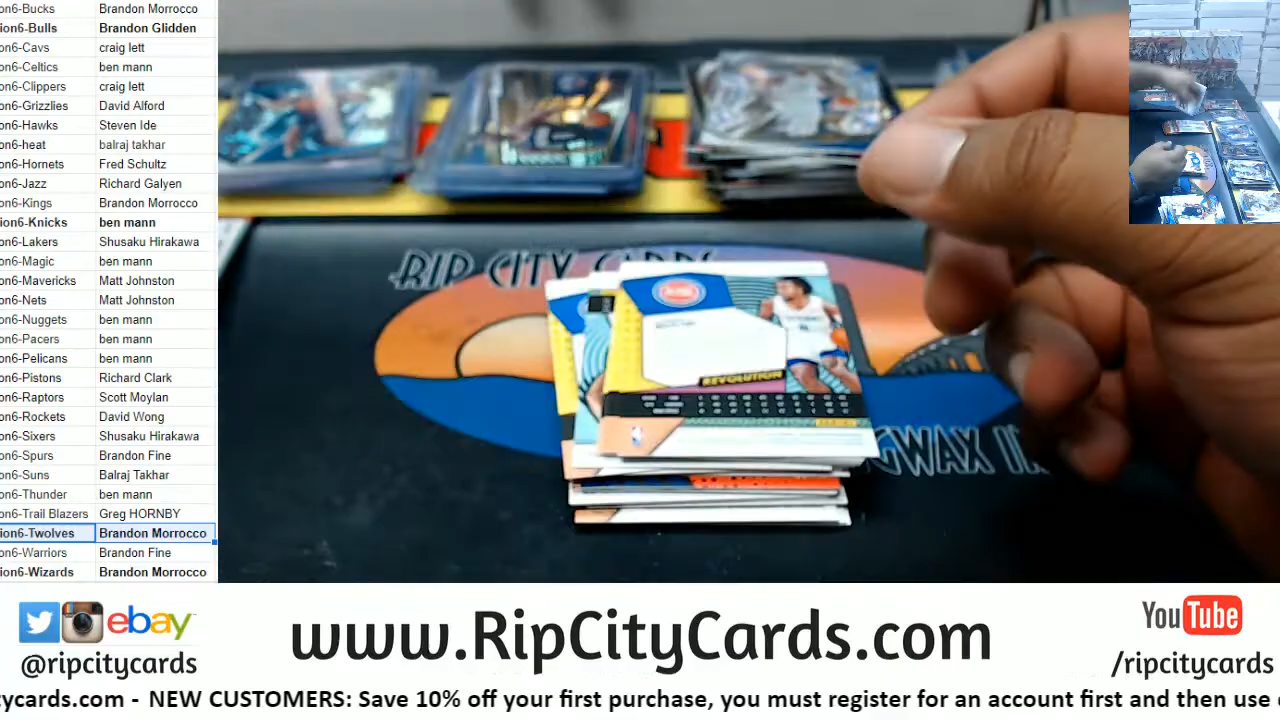 on6-Bucks Brandon Morrocco
ion6-Bulls Brandon Glidden
on6-Cavs craig lett
on6-Celtics ben mann
on6-Clippers craig lett
on6-Grizzlies David Alford
on6-Hawks Steven Ide
on6-heat balraj takhar
on6-Hornets Fred Schultz
on6-Jazz Richard Galyen
on6-Kings Brandon Morrocco
ion6-Knicks ben mann
on6-Lakers Shusaku Hirakawa
on6-Magic ben mann
on6-Mavericks Matt Johnston
on6-Nets Matt Johnston
on6-Nuggets ben mann
on6-Pacers ben mann
on6-Pelicans ben mann
on6-Pistons Richard Clark
on6-Raptors Scott Moylan
on6-Rockets David Wong
on6-Sixers Shusaku Hirakawa
on6-Spurs Brandon Fine
on6-Suns Balraj Takhar
on6-Thunder ben mann
on6-Trail Blazers Greg HORNBY
ion6-Twolves Brandon Morrocco
on6-Warriors Brandon Fine
ion6-Wizards Brandon Morrocco
RIP CITY CARDS
REVOLUTION
GWAX I
ebay
@ripcitycards
www.RipCityCards.com
YouTube
/ripcitycards
tycards.com - NEW CUSTOMERS: Save 10% off your first purchase, you must register for an account first and then use